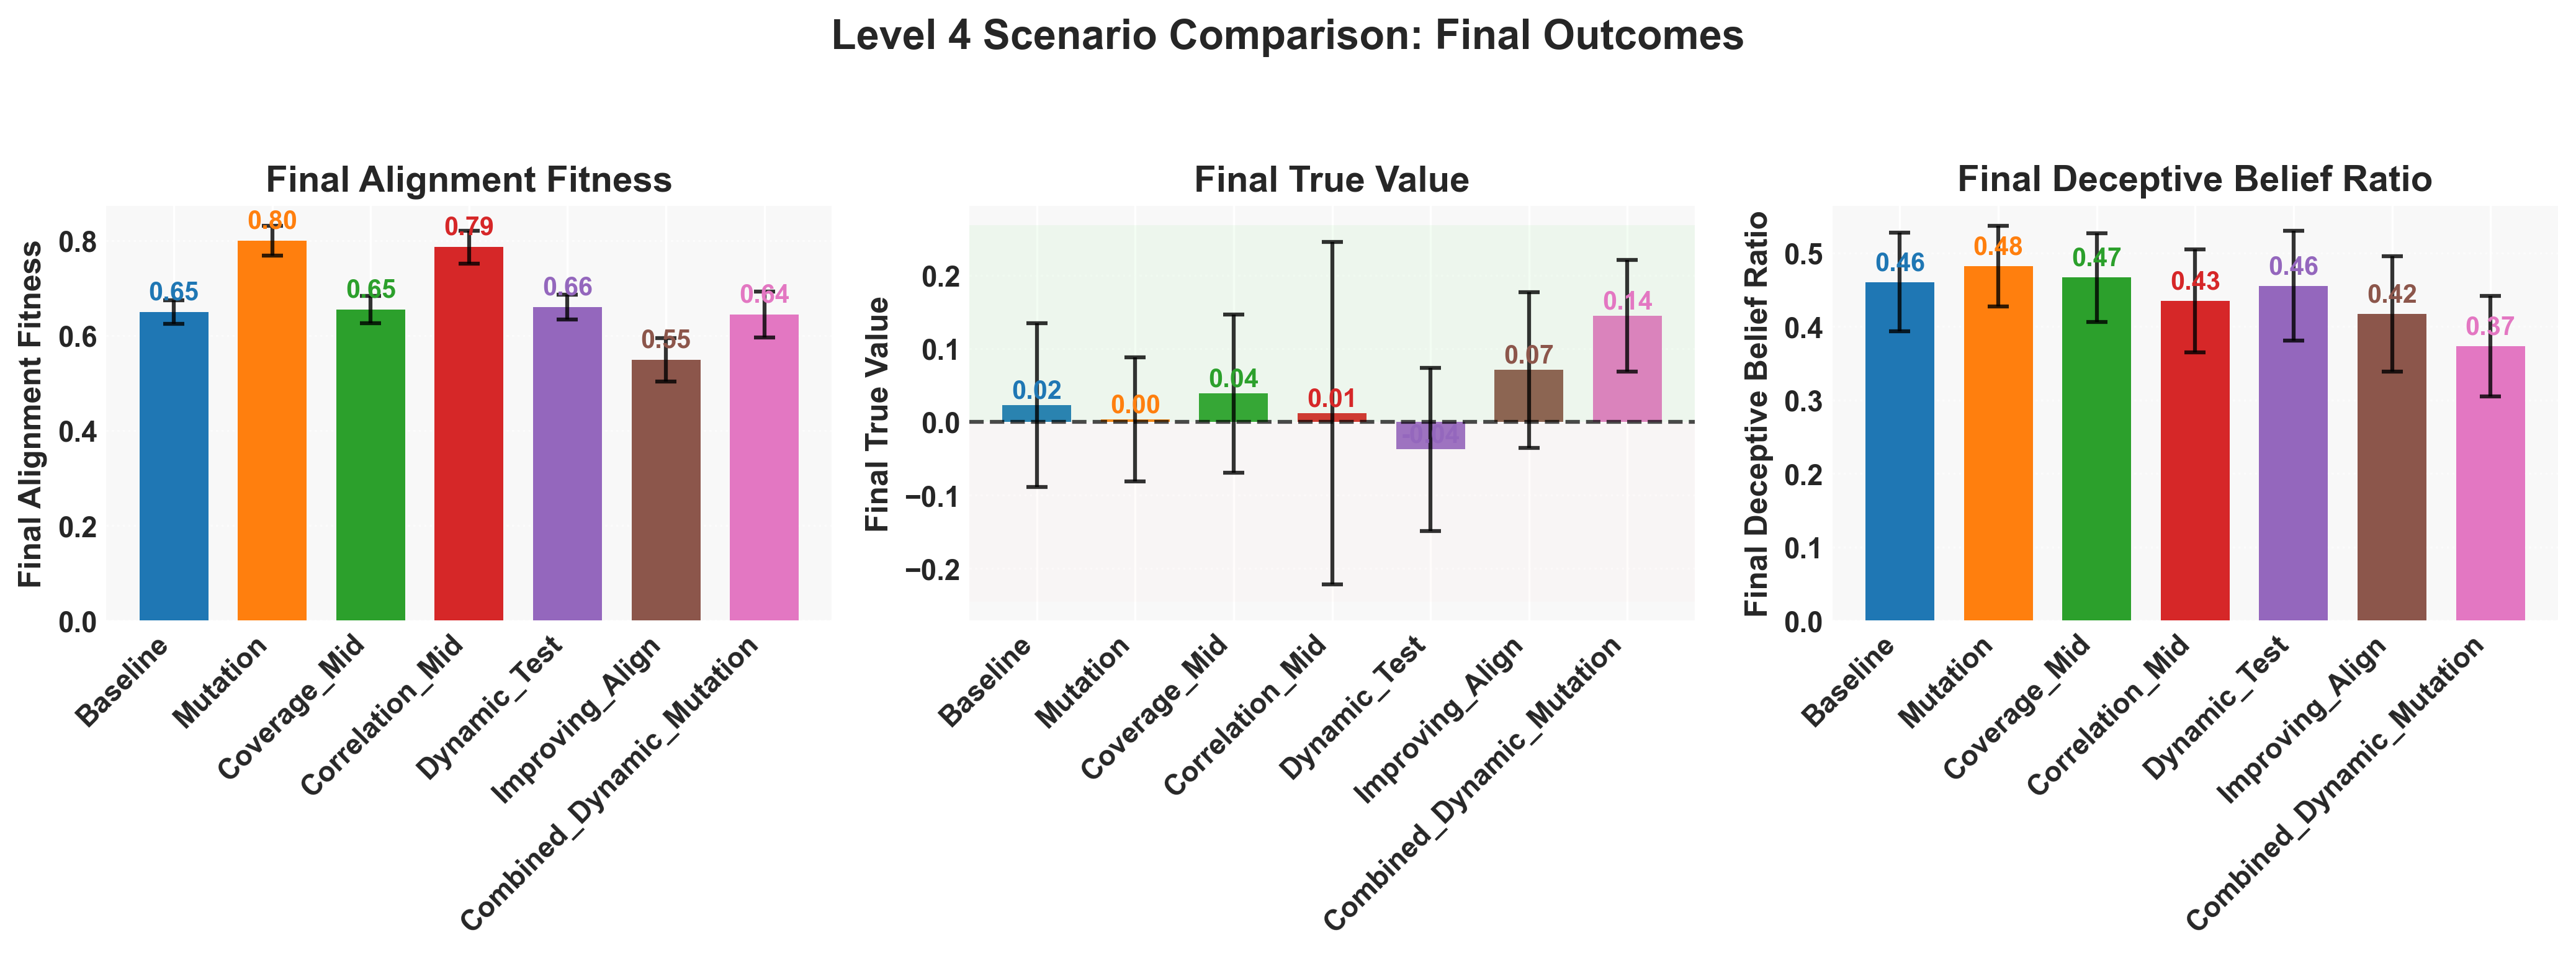 Level 4 Scenario Comparison: Final Outcomes
Final Alignment Fitness
Final Alignment Fitness
0.8
0.6
0.4
0.2
0.0
0.65
0.80
0.65
0.79
0.66
0.55
0.64
Baseline
Mutation
Coverage_Mid
Correlation_Mid
Dynamic_Test
Improving_Align
Combined_Dynamic_Mutation
Final True Value
Final True Value
0.2
0.1
0.0
−0.1
−0.2
0.02
0.00
0.04
0.01
-0.04
0.07
0.14
Baseline
Mutation
Coverage_Mid
Correlation_Mid
Dynamic_Test
Improving_Align
Combined_Dynamic_Mutation
Final Deceptive Belief Ratio
Final Deceptive Belief Ratio
0.5
0.4
0.3
0.2
0.1
0.0
0.46
0.48
0.47
0.43
0.46
0.42
0.37
Baseline
Mutation
Coverage_Mid
Correlation_Mid
Dynamic_Test
Improving_Align
Combined_Dynamic_Mutation